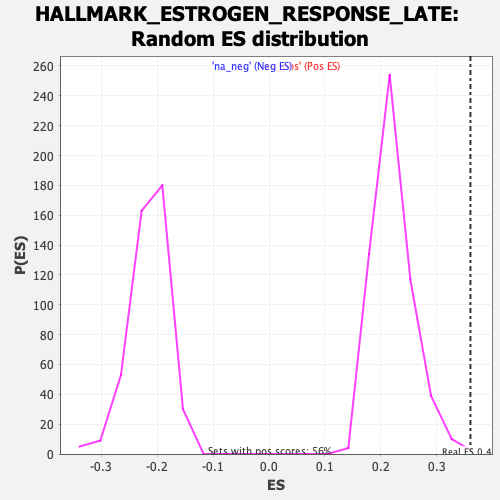 HALLMARK_ESTROGEN_RESPONSE_LATE:
Random ES distribution
'na_neg' (Neg ES) (Pos ES)
260
240
220
200
180
160
140
120
100
80
60
40
20
0
P(ES)
Sets with pos scores: 56%
Real ES 0.4
-0.3 -0.2 -0.1 0.0 0.1 0.2 0.3
ES